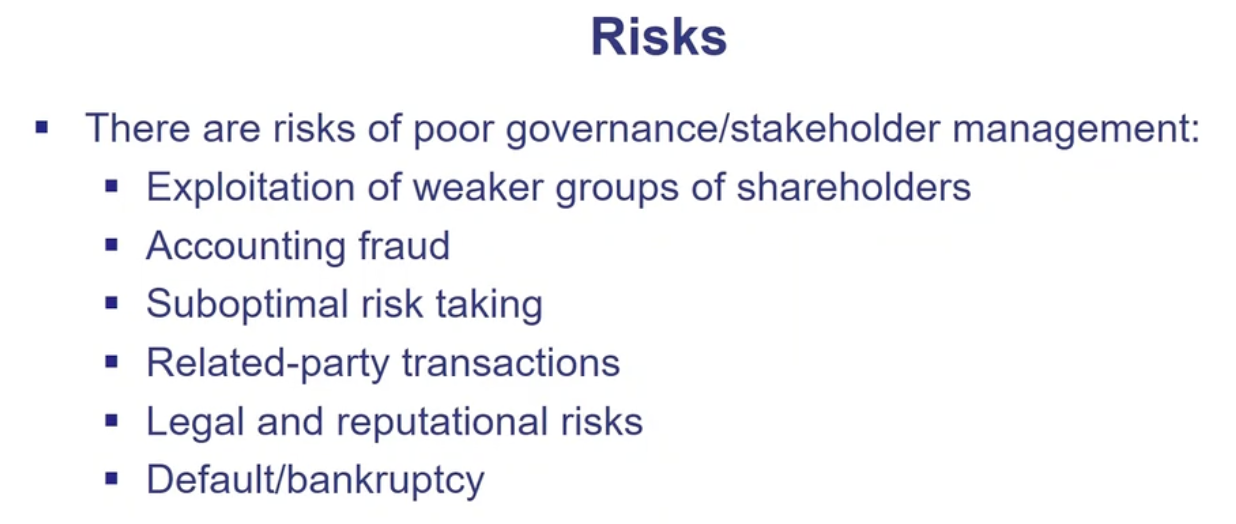 Risks
▪ There are risks of poor governance/stakeholder management:
▪ Exploitation of weaker groups of shareholders
▪ Accounting fraud
▪ Suboptimal risk taking
▪ Related-party transactions
▪ Legal and reputational risks
▪ Default/bankruptcy